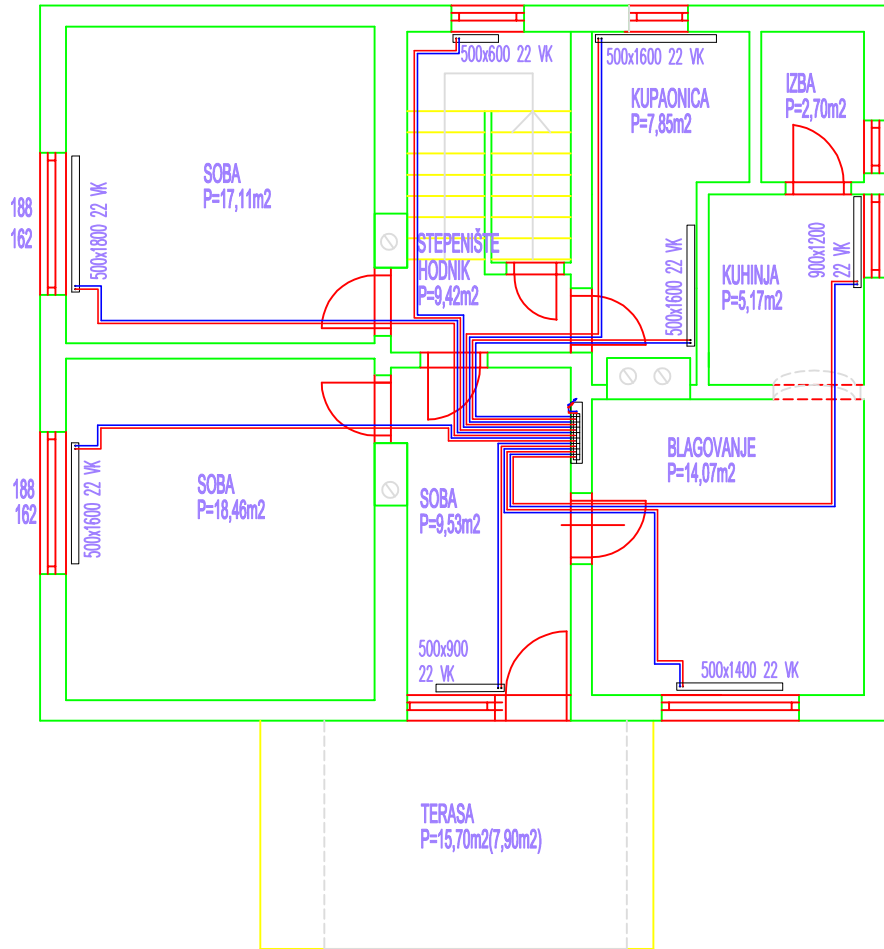 500x600 22 VK
500x1600 22 VK
KUPAONICA
P=7,85m2
IZBA
P=2,70m2
SOBA
P=17,11m2
188
162
500x1800 22 VK
STEPENIŠTE
HODNIK
P=9,42m2
500x1600 22 VK
KUHINJA
P=5,17m2
900x1200
22 VK
BLAGOVANJE
P=14,07m2
188
162
500x1600 22 VK
SOBA
P=18,46m2
SOBA
P=9,53m2
500x900
22 VK
500x1400 22 VK
TERASA
P=15,70m2(7,90m2)